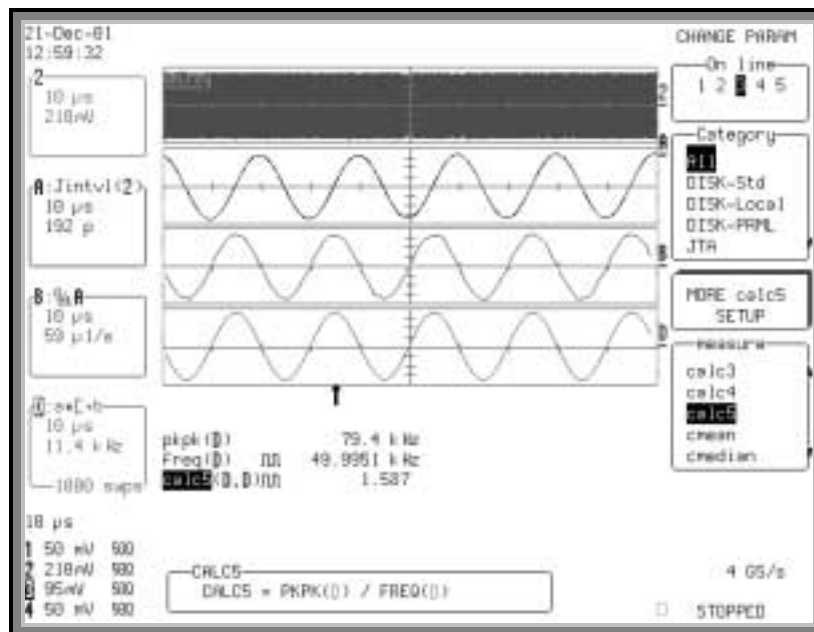 21-Dec-01
12:59:32
CHANGE PARAM
On line
1 2 3 4 5
2
10 µs
218mV
Category
All
DISK-Std
DISK-Local
DISK-PRML
JTA
A:Jintvl(2)
10 µs
192 p
MORE calc5
SETUP
B:
10 µs
59 µ1/s
measure
calc3
calc4
calc5
cmean
cmedian
10 µs
11.4 kHz
1000 swps
pkpk(D) 79.4 kHz
Freq(D) 49.9951 kHz
calc5(D,D) 1.587
10 µs
1 50 mV 50Ω
2 218mV 50Ω
3 95mV 50Ω
4 50 mV 50Ω
CALC5
CALC5 = PKPK() / FREQ()
4 GS/s
STOPPED